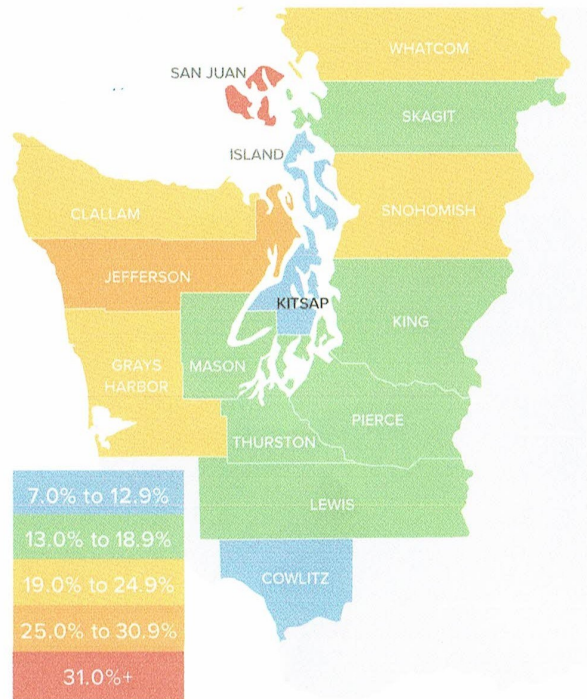 WHATCOM
SAN JUAN
SKAGIT
ISLAND
CLALLAM
SNOHOMISH
JEFFERSON
KITSAP
KING
GRAYS
HARBOR
MASON
PIERCE
THURSTON
LEWIS
COWLITZ
7.0% to 12.9%
13.0% to 18.9%
19.0% to 24.9%
25.0% to 30.9%
31.0%+